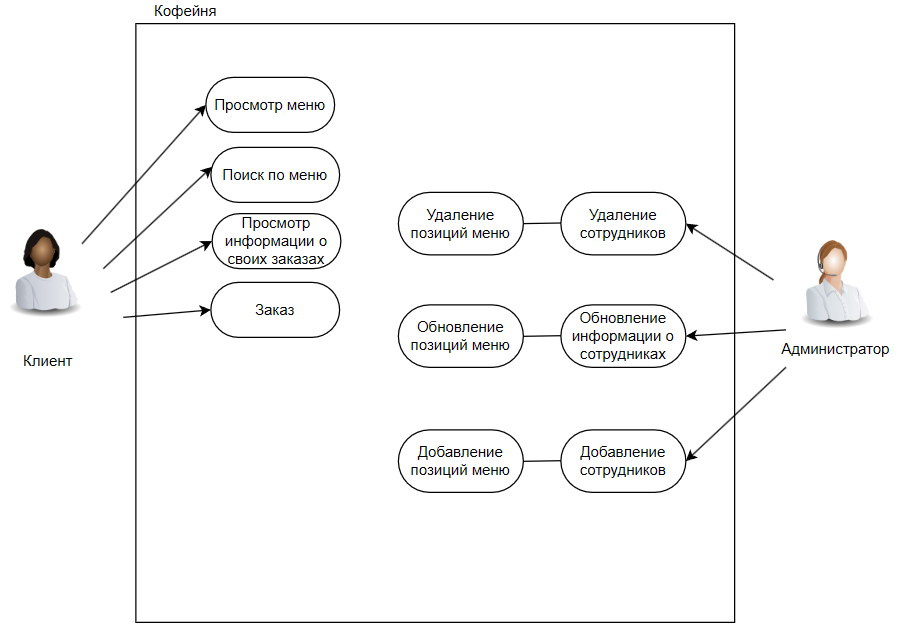 Кофейня
Просмотр меню
Поиск по меню
Просмотр
информации о
своих заказах
Заказ
Клиент
Удаление
позиций меню
Удаление
сотрудников
Обновление
позиций меню
Обновление
информации о
сотрудниках
Добавление
позиций меню
Добавление
сотрудников
Администратор